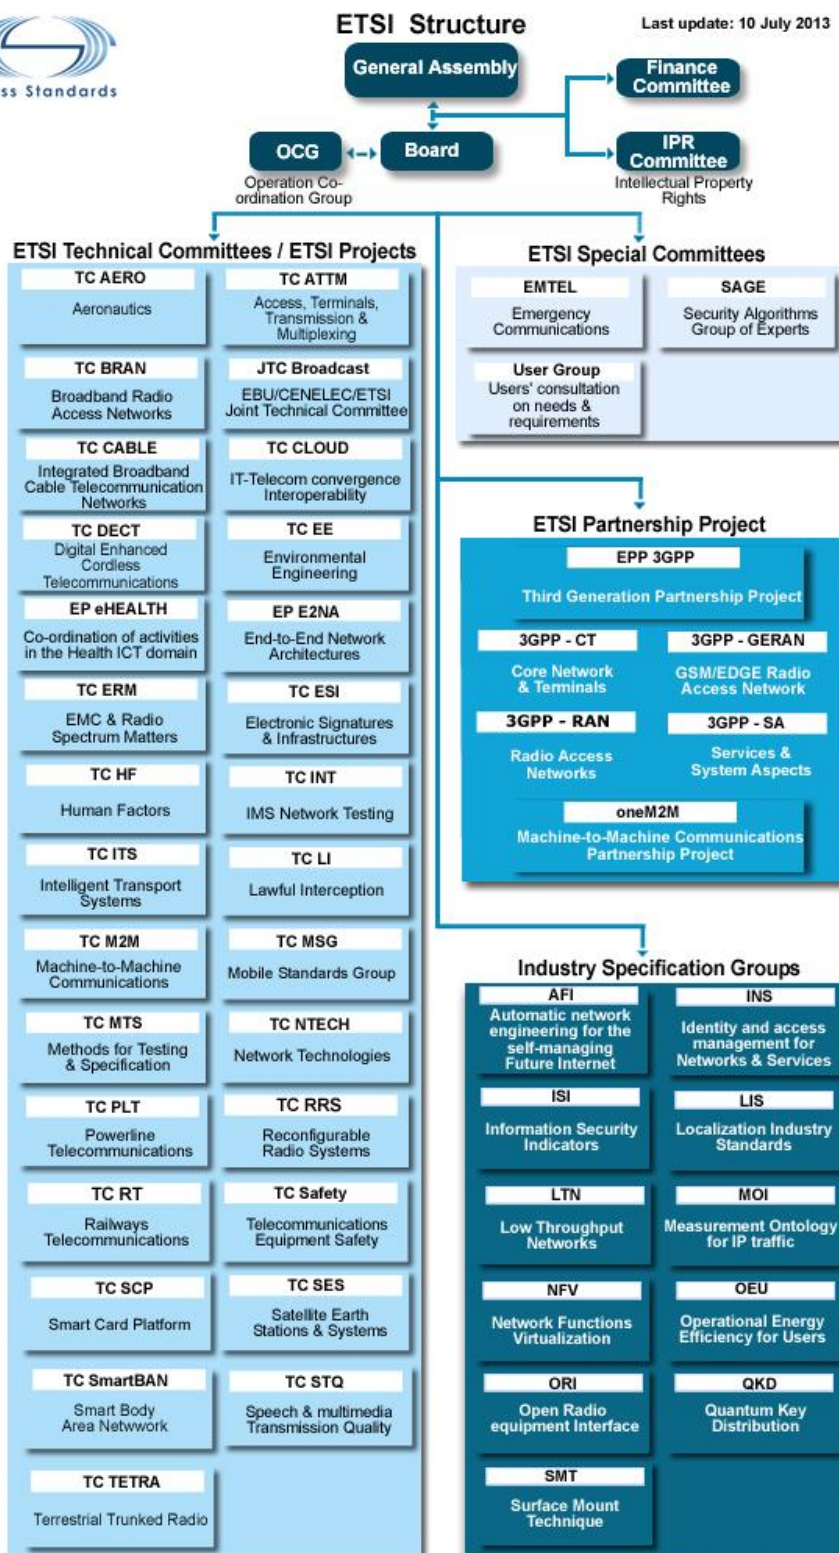 ETSI Structure
Last update: 10 July 2013
ss Standards
General Assembly
Finance
Committee
OCG
Board
IPR
Committee
Operation Co-
ordination Group
Intellectual Property
Rights
ETSI Technical Committees / ETSI Projects
TC AERO
Aeronautics
TC ATTM
Access, Terminals,
Transmission &
Multiplexing
TC BRAN
Broadband Radio
Access Networks
JTC Broadcast
EBU/CENELEC/ETSI
Joint Technical Committee
TC CABLE
Integrated Broadband
Cable Telecommunication
Networks
TC CLOUD
IT-Telecom convergence
Interoperability
TC DECT
Digital Enhanced
Cordless
Telecommunications
TC EE
Environmental
Engineering
EP eHEALTH
Co-ordination of activities
in the Health ICT domain
EP E2NA
End-to-End Network
Architectures
TC ERM
EMC & Radio
Spectrum Matters
TC ESI
Electronic Signatures
& Infrastructures
TC HF
Human Factors
TC INT
IMS Network Testing
TC ITS
Intelligent Transport
Systems
TC LI
Lawful Interception
TC M2M
Machine-to-Machine
Communications
TC MSG
Mobile Standards Group
TC MTS
Methods for Testing
& Specification
TC NTECH
Network Technologies
TC PLT
Powerline
Telecommunications
TC RRS
Reconfigurable
Radio Systems
TC RT
Railways
Telecommunications
TC Safety
Telecommunications
Equipment Safety
TC SCP
Smart Card Platform
TC SES
Satellite Earth
Stations & Systems
TC SmartBAN
Smart Body
Area Netwwork
TC STQ
Speech & multimedia
Transmission Quality
TC TETRA
Terrestrial Trunked Radio
ETSI Special Committees
EMTEL
Emergency
Communications
SAGE
Security Algorithms
Group of Experts
User Group
Users' consultation
on needs &
requirements
ETSI Partnership Project
EPP 3GPP
Third Generation Partnership Project
3GPP - CT
Core Network
& Terminals
3GPP - GERAN
GSM/EDGE Radio
Access Network
3GPP - RAN
Radio Access
Networks
3GPP - SA
Services &
System Aspects
oneM2M
Machine-to-Machine Communications
Partnership Project
Industry Specification Groups
AFI
Automatic network
engineering for the
self-managing
Future Internet
INS
Identity and access
management for
Networks & Services
ISI
Information Security
Indicators
LIS
Localization Industry
Standards
LTN
Low Throughput
Networks
MOI
Measurement Ontology
for IP traffic
NFV
Network Functions
Virtualization
OEU
Operational Energy
Efficiency for Users
ORI
Open Radio
equipment Interface
QKD
Quantum Key
Distribution
SMT
Surface Mount
Technique